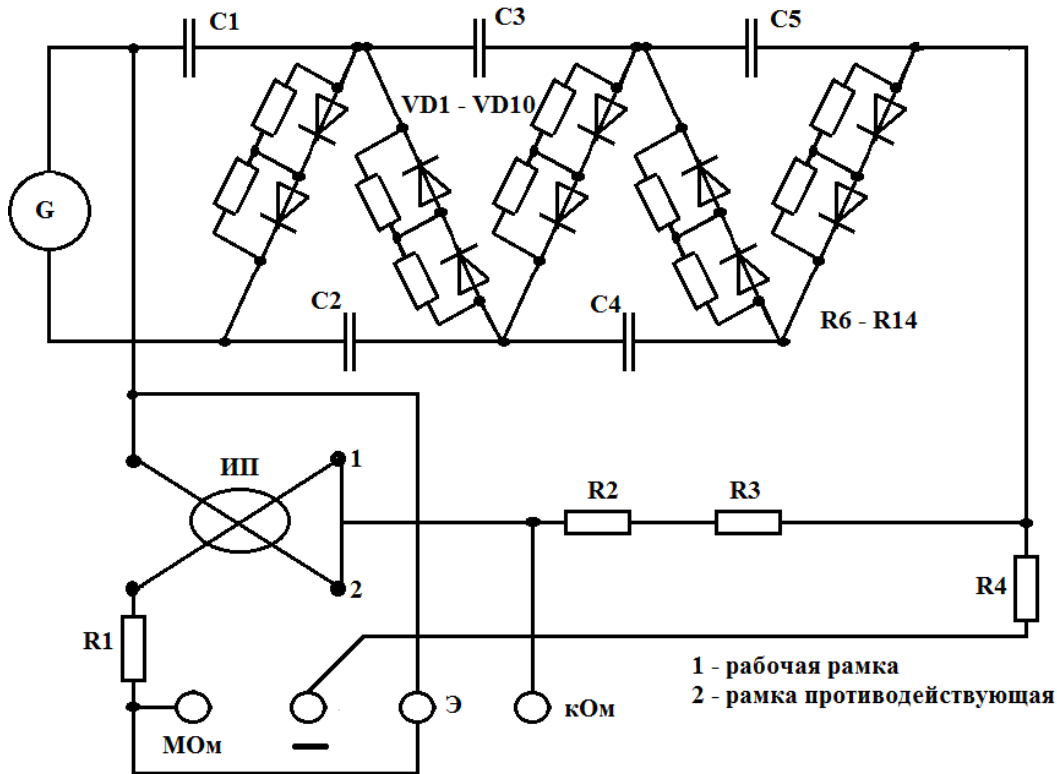 C1
C3
C5
VD1 - VD10
G
C2
C4
R6 - R14
ИП
1
R2
R3
2
R4
R1
1 - рабочая рамка
2 - рамка противодействующая
Э
кОм
МОм